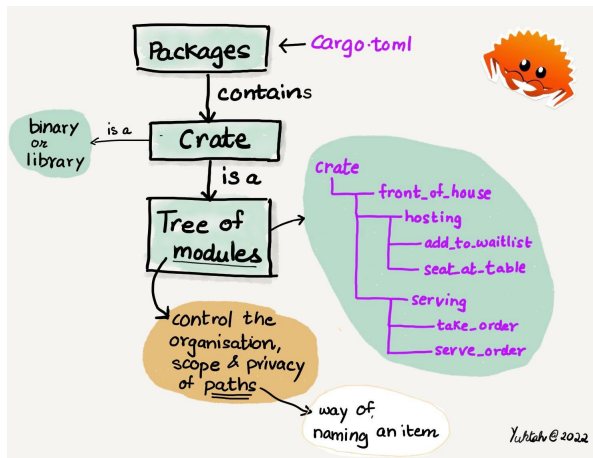 Packages
cargo.toml
contains
binary
or
library
is a
Crate
is a
Tree of
modules
crate
front_of_house
hosting
add_to_waitlist
seat_at_table
serving
take_order
serve_order
control the
organisation,
scope & privacy
of paths
way of
naming an item
@2022